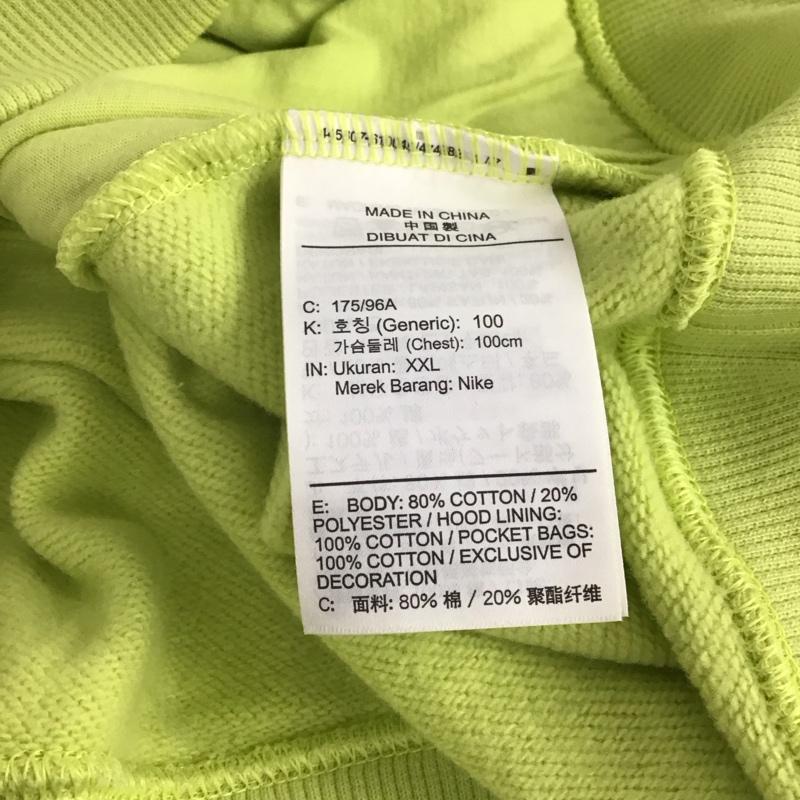 MADE IN CHINA
中国製
DIBUAT DI CINA
C: 175/96A
K: 호칭 (Generic): 100
가슴둘레 (Chest): 100cm
IN: Ukuran: XXL
Merek Barang: Nike
E: BODY: 80% COTTON / 20%
POLYESTER / HOOD LINING:
100% COTTON / POCKET BAGS:
100% COTTON / EXCLUSIVE OF
DECORATION
C: 面料: 80% 棉 / 20% 聚酯纤维